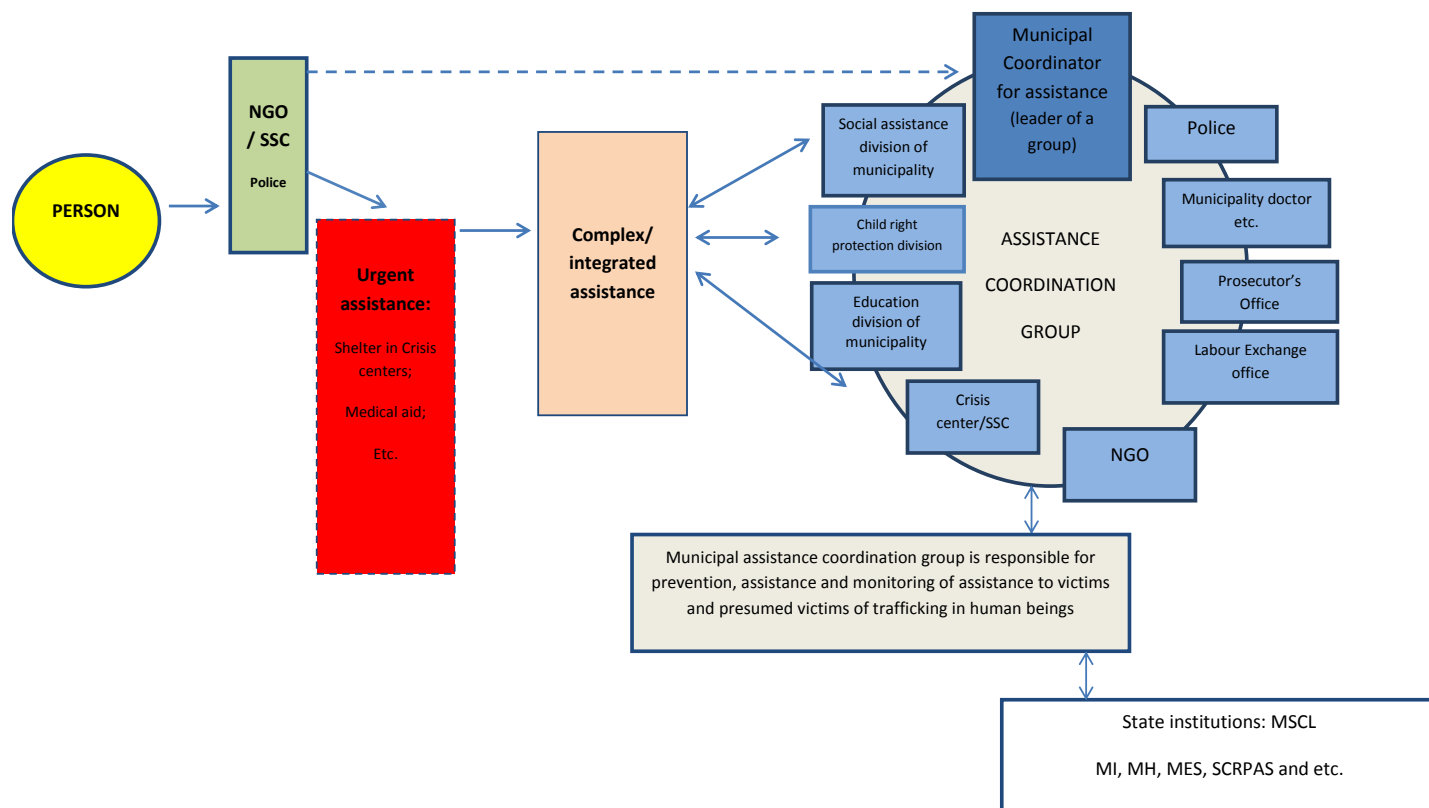 PERSON
NGO
/ SSC
Police
Urgent
assistance:
Shelter in Crisis
centers;
Medical aid;
Etc.
Complex/
integrated
assistance
Municipal
Coordinator
for assistance
(leader of a
group)
Social assistance
division of
municipality
Child right
protection division
Education
division of
municipality
Crisis
center/SSC
ASSISTANCE
COORDINATION
GROUP
Police
Municipality doctor
etc.
Prosecutor’s
Office
Labour Exchange
office
NGO
Municipal assistance coordination group is responsible for
prevention, assistance and monitoring of assistance to victims
and presumed victims of trafficking in human beings
State institutions: MSCL
MI, MH, MES, SCRPAS and etc.